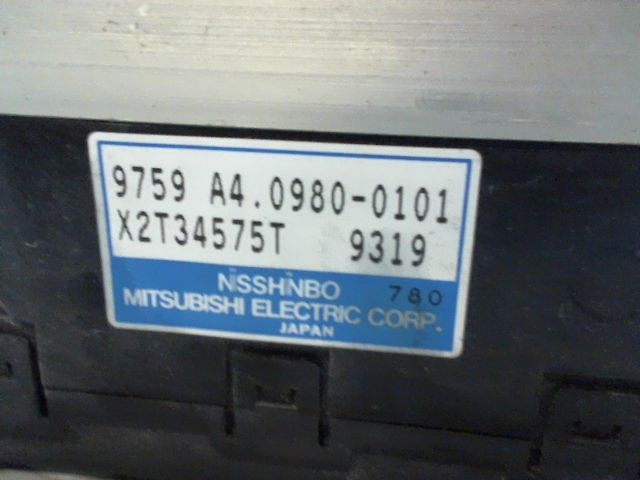 9759 A4.0980-0101
X2T34575T 9319
NISSHINBO 780
MITSUBISHI ELECTRIC CORP.
JAPAN